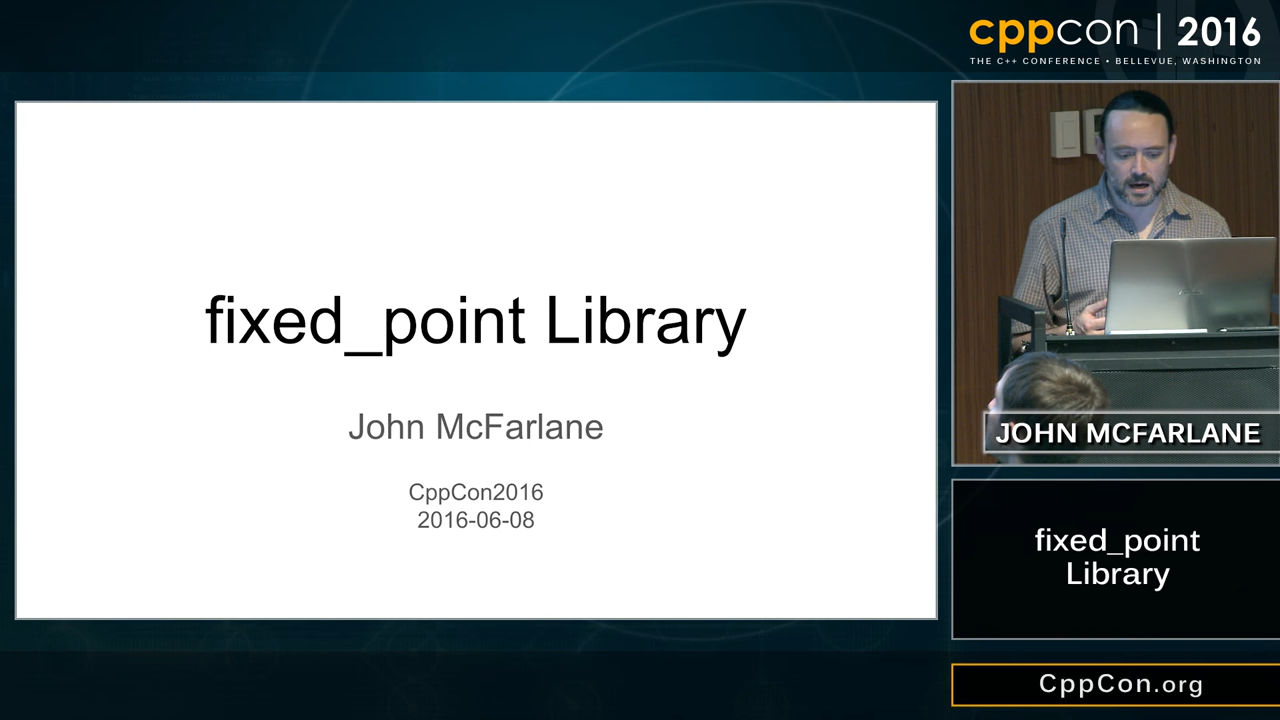 cppcon | 2016
THE C++ CONFERENCE • BELLEVUE, WASHINGTON
fixed_point Library
John McFarlane
CppCon2016
2016-06-08
JOHN MCFARLANE
fixed_point
Library
CppCon.org